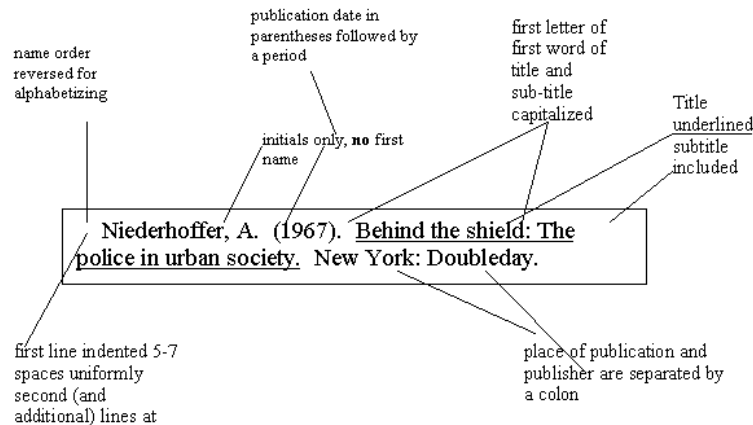 publication date in
parentheses followed by
a period
first letter of
first word of
title and
sub-title
capitalized
name order
reversed for
alphabetizing
Title
underlined
subtitle
included
initials only, no first
name
Niederhoffer, A. (1967). Behind the shield: The
police in urban society. New York: Doubleday.
first line indented 5-7
spaces uniformly
second (and
additional) lines at
place of publication and
publisher are separated by
a colon